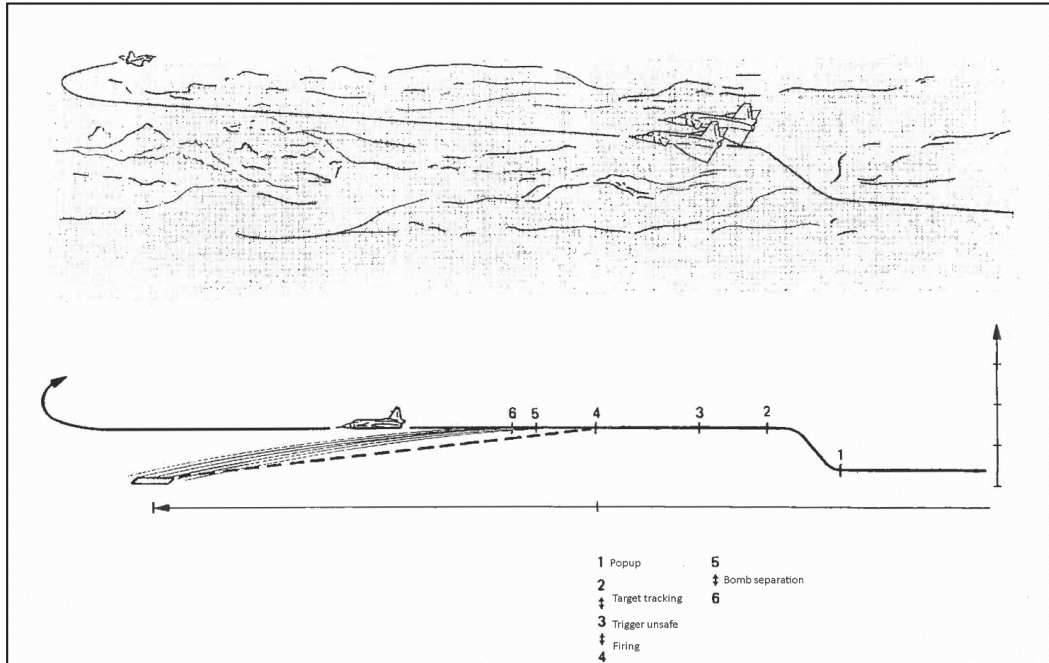 6 5 4 3 2
1
1 Popup
2
↕ Target tracking
3 Trigger unsafe
↕ Firing
4
5
↕ Bomb separation
6